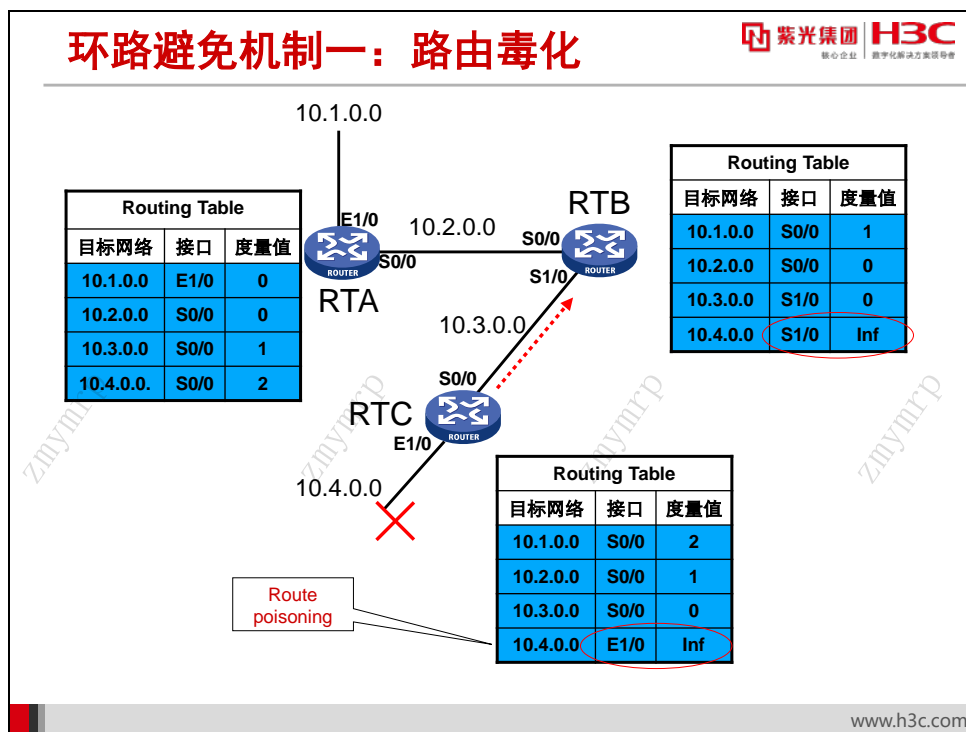 环路避免机制一：路由毒化
紫光集团 H3C
核心企业 数字化解决方案领导者
10.1.0.0
Routing Table
目标网络 接口 度量值
10.1.0.0 E1/0 0
10.2.0.0 S0/0 0
10.3.0.0 S0/0 1
10.4.0.0. S0/0 2
E1/0
ROUTER
S0/0
RTA
10.2.0.0
RTB
S0/0
ROUTER
S1/0
Routing Table
目标网络 接口 度量值
10.1.0.0 S0/0 1
10.2.0.0 S0/0 0
10.3.0.0 S1/0 0
10.4.0.0 S1/0 Inf
10.3.0.0
S0/0
RTC
ROUTER
E1/0
10.4.0.0
Routing Table
目标网络 接口 度量值
10.1.0.0 S0/0 2
10.2.0.0 S0/0 1
10.3.0.0 S0/0 0
10.4.0.0 E1/0 Inf
Route
poisoning
zmymrp
zmymrp
zmymrp
zmymrp
www.h3c.com